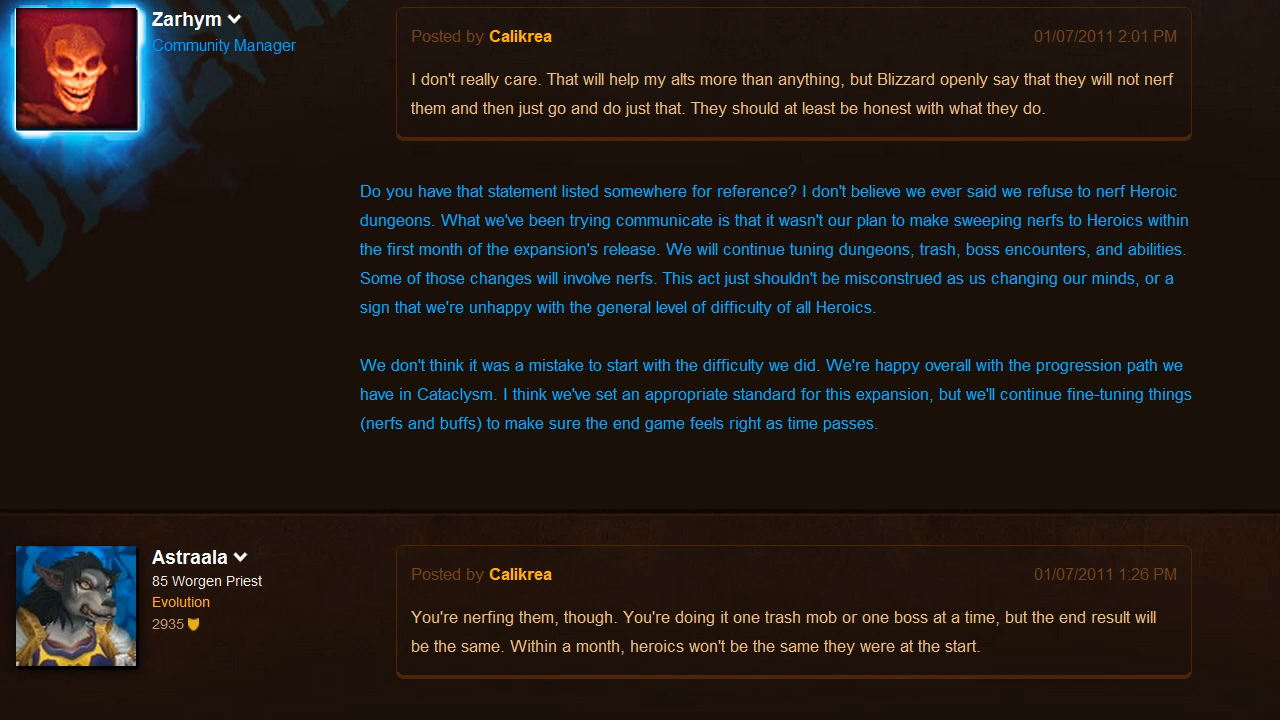 Zarhym
Community Manager
Posted by Calikrea 01/07/2011 2:01 PM
I don't really care. That will help my alts more than anything, but Blizzard openly say that they will not nerf
them and then just go and do just that. They should at least be honest with what they do.
Do you have that statement listed somewhere for reference? I don't believe we ever said we refuse to nerf Heroic
dungeons. What we've been trying communicate is that it wasn't our plan to make sweeping nerfs to Heroics within
the first month of the expansion's release. We will continue tuning dungeons, trash, boss encounters, and abilities.
Some of those changes will involve nerfs. This act just shouldn't be misconstrued as us changing our minds, or a
sign that we're unhappy with the general level of difficulty of all Heroics.
We don't think it was a mistake to start with the difficulty we did. We're happy overall with the progression path we
have in Cataclysm. I think we've set an appropriate standard for this expansion, but we'll continue fine-tuning things
(nerfs and buffs) to make sure the end game feels right as time passes.
Astraala
85 Worgen Priest
Evolution
2935
Posted by Calikrea 01/07/2011 1:26 PM
You're nerfing them, though. You're doing it one trash mob or one boss at a time, but the end result will
be the same. Within a month, heroics won't be the same they were at the start.